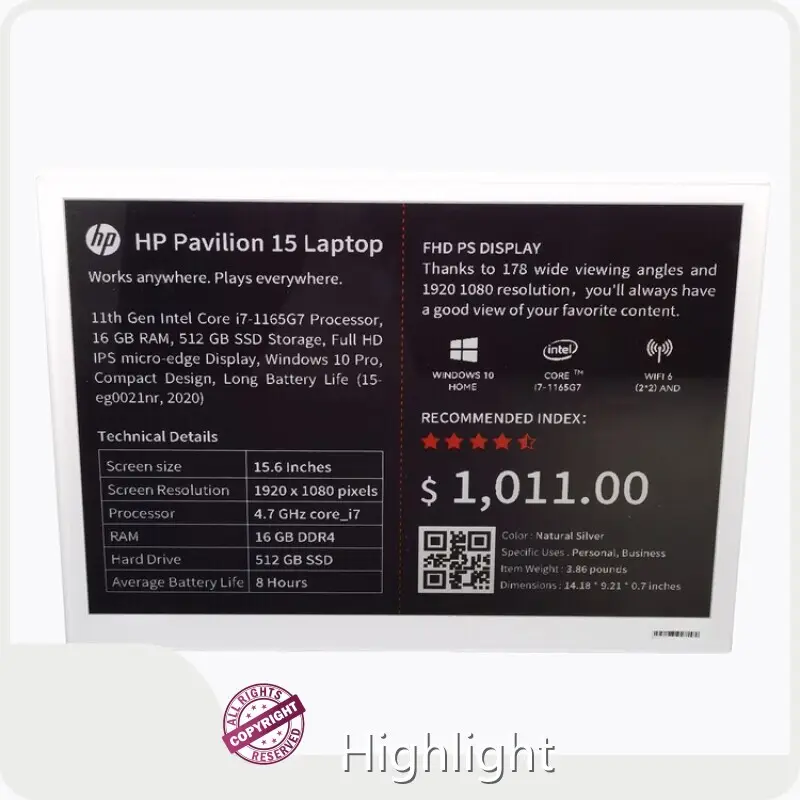 hp HP Pavilion 15 Laptop
Works anywhere. Plays everywhere.
11th Gen Intel Core i7-1165G7 Processor,
16 GB RAM, 512 GB SSD Storage, Full HD
IPS micro-edge Display, Windows 10 Pro,
Compact Design, Long Battery Life (15-
eg0021nr, 2020)
Technical Details
Screen size 15.6 Inches
Screen Resolution 1920 x 1080 pixels
Processor 4.7 GHz core_i7
RAM 16 GB DDR4
Hard Drive 512 GB SSD
Average Battery Life 8 Hours
FHD PS DISPLAY
Thanks to 178 wide viewing angles and
1920 1080 resolution, you'll always have
a good view of your favorite content.
WINDOWS 10
HOME
intel
CORE ™
i7-1165G7
WIFI 6
(2*2) AND
RECOMMENDED INDEX:
$ 1,011.00
Color : Natural Silver
Specific Uses : Personal, Business
Item Weight : 3.86 pounds
Dimensions : 14.18 * 9.21 * 0.7 inches
ALL RIGHTS
COPYRIGHT
RESERVED
Highlight